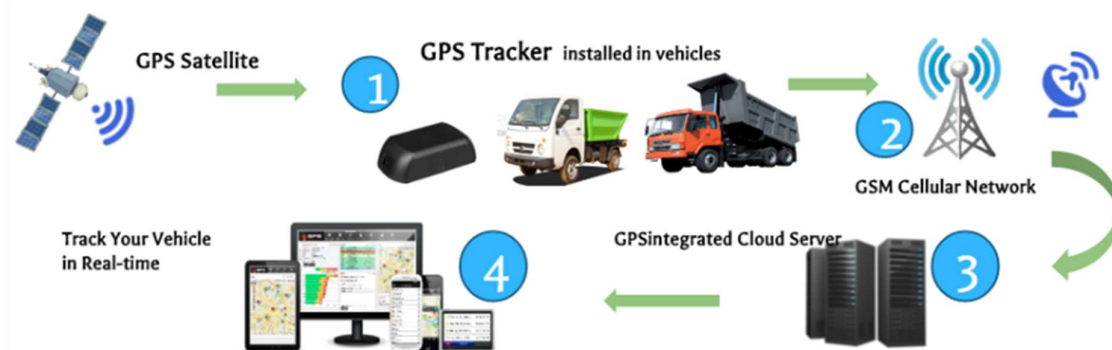 GPS Satellite
1
GPS Tracker installed in vehicles
2
GSM Cellular Network
GPSintegrated Cloud Server
3
4
Track Your Vehicle
in Real-time